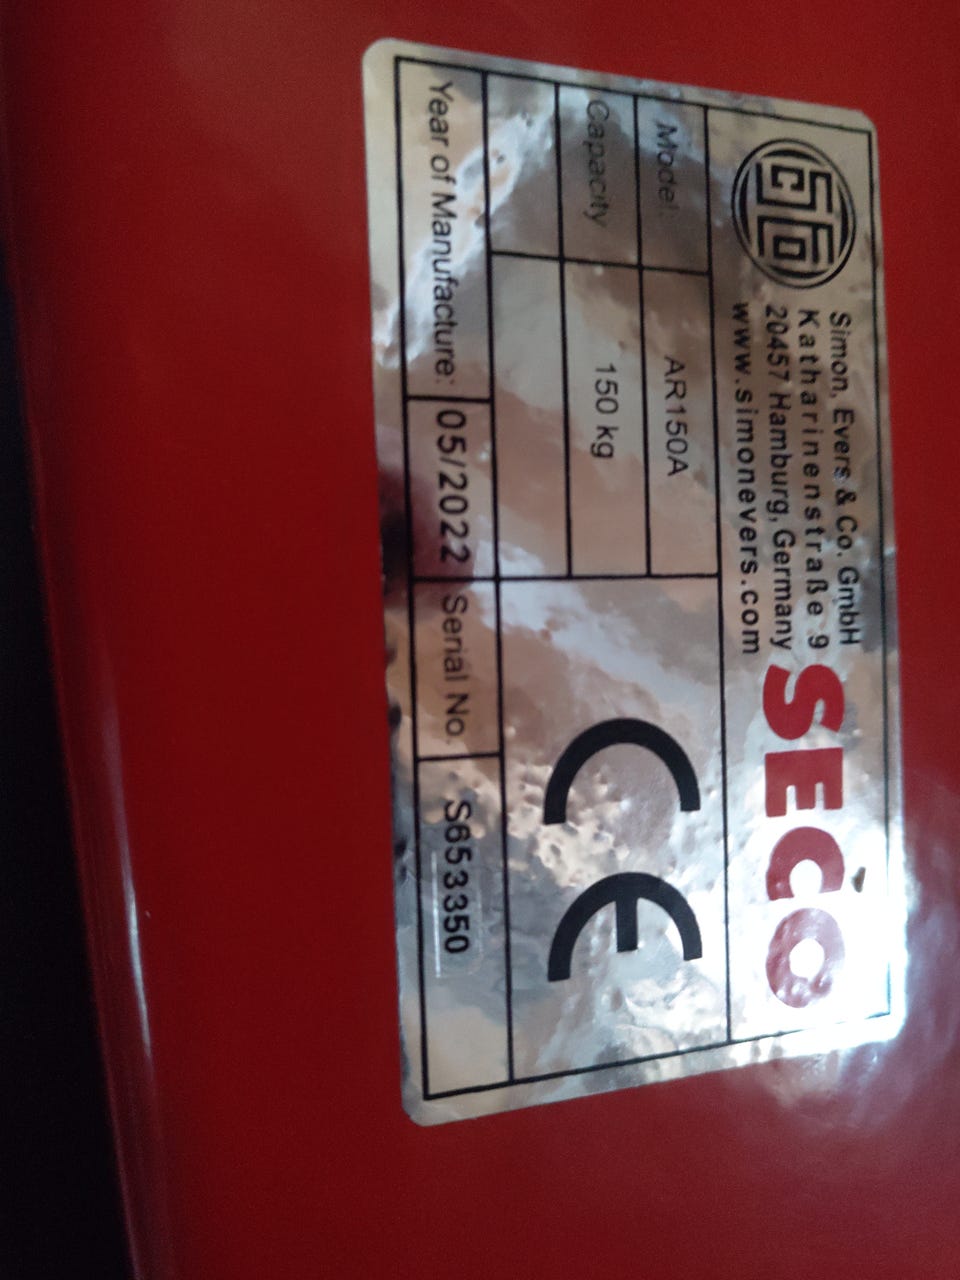 Simon, Evers & Co. GmbH
Katharinenstraße 9
20457 Hamburg, Germany
www.simonevers.com
SECO
Model: AR150A
Capacity 150 kg
CE
Year of Manufacture: 05/2022 Serial No. S653350